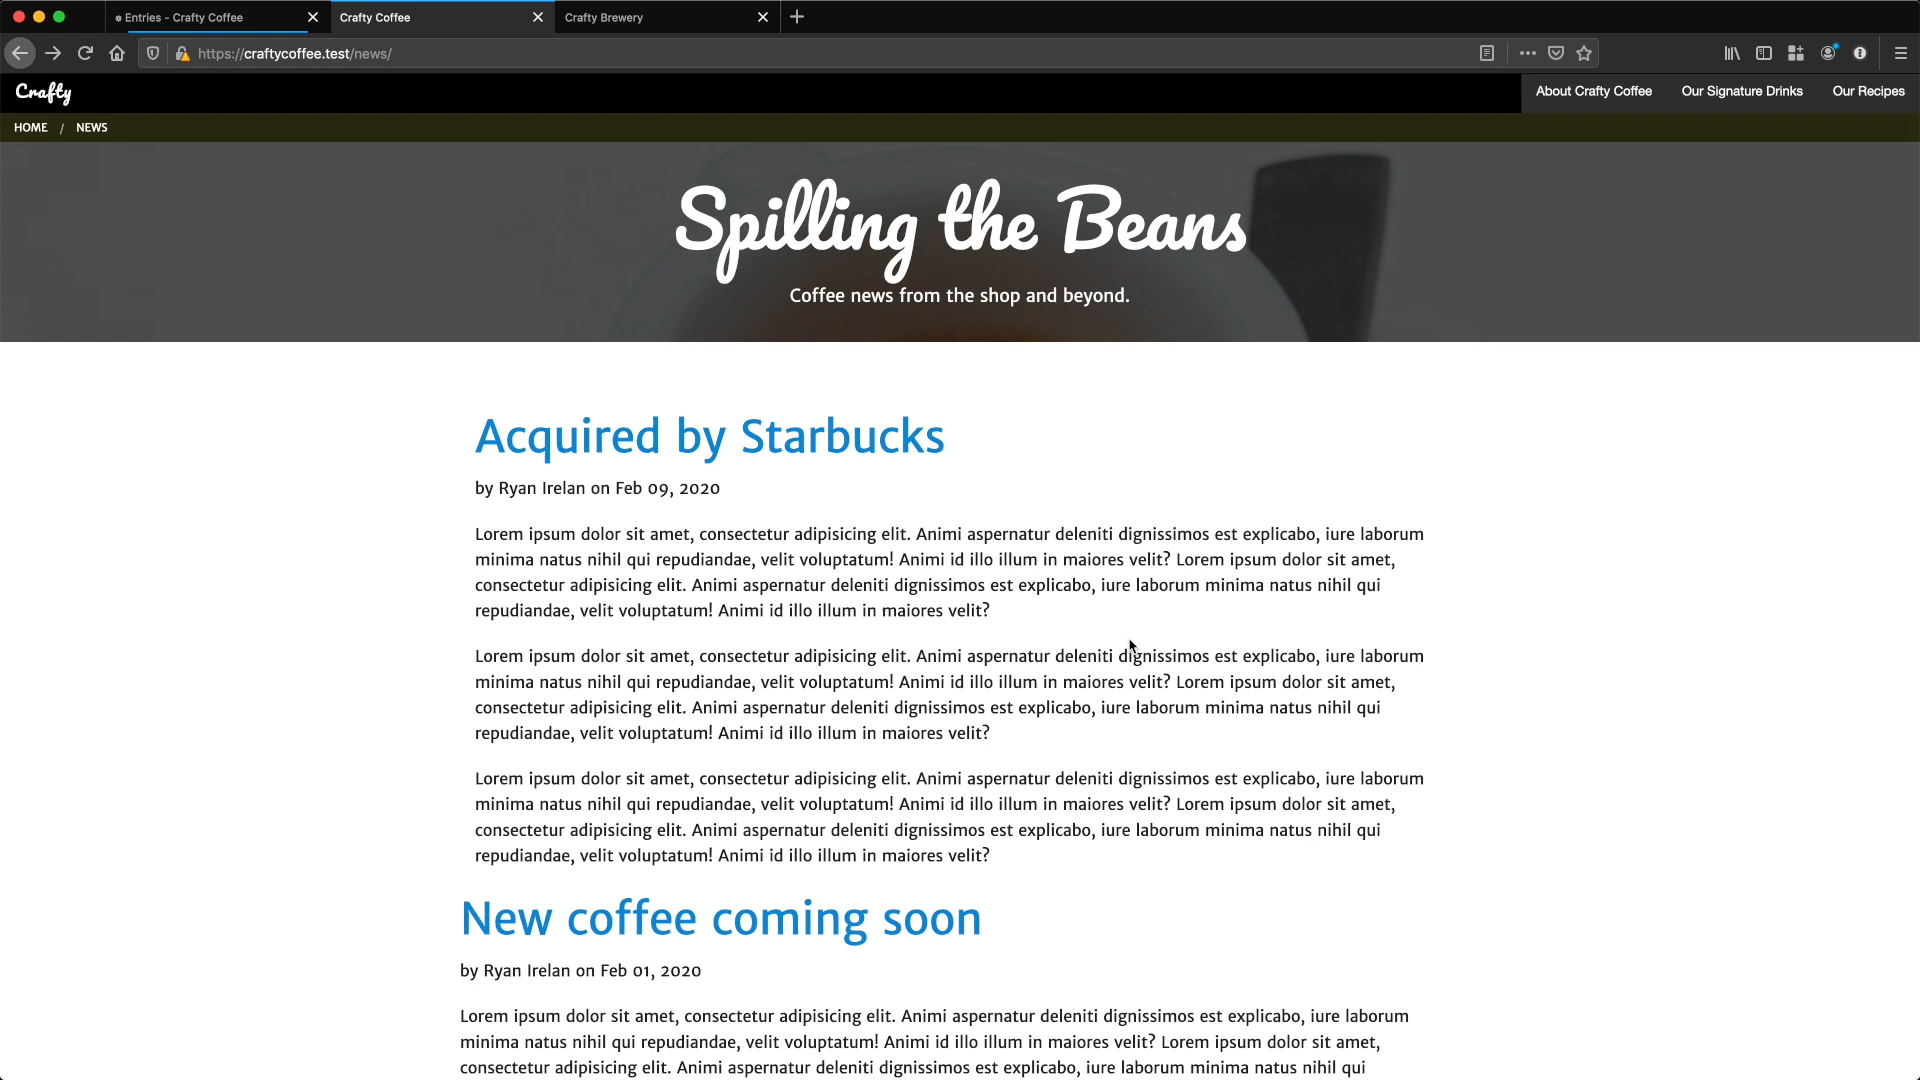 Entries - Crafty Coffee
Crafty Coffee
Crafty Brewery
https://craftycoffee.test/news/
Crafty
About Crafty Coffee
Our Signature Drinks
Our Recipes
HOME / NEWS
Spilling the Beans
Coffee news from the shop and beyond.
Acquired by Starbucks
by Ryan Irelan on Feb 09, 2020
Lorem ipsum dolor sit amet, consectetur adipisicing elit. Animi aspernatur deleniti dignissimos est explicabo, iure laborum
minima natus nihil qui repudiandae, velit voluptatum! Animi id illo illum in maiores velit? Lorem ipsum dolor sit amet,
consectetur adipisicing elit. Animi aspernatur deleniti dignissimos est explicabo, iure laborum minima natus nihil qui
repudiandae, velit voluptatum! Animi id illo illum in maiores velit?
Lorem ipsum dolor sit amet, consectetur adipisicing elit. Animi aspernatur deleniti dignissimos est explicabo, iure laborum
minima natus nihil qui repudiandae, velit voluptatum! Animi id illo illum in maiores velit? Lorem ipsum dolor sit amet,
consectetur adipisicing elit. Animi aspernatur deleniti dignissimos est explicabo, iure laborum minima natus nihil qui
repudiandae, velit voluptatum! Animi id illo illum in maiores velit?
Lorem ipsum dolor sit amet, consectetur adipisicing elit. Animi aspernatur deleniti dignissimos est explicabo, iure laborum
minima natus nihil qui repudiandae, velit voluptatum! Animi id illo illum in maiores velit? Lorem ipsum dolor sit amet,
consectetur adipisicing elit. Animi aspernatur deleniti dignissimos est explicabo, iure laborum minima natus nihil qui
repudiandae, velit voluptatum! Animi id illo illum in maiores velit?
New coffee coming soon
by Ryan Irelan on Feb 01, 2020
Lorem ipsum dolor sit amet, consectetur adipisicing elit. Animi aspernatur deleniti dignissimos est explicabo, iure laborum
minima natus nihil qui repudiandae, velit voluptatum! Animi id illo illum in maiores velit? Lorem ipsum dolor sit amet,
consectetur adipisicing elit. Animi aspernatur deleniti dignissimos est explicabo, iure laborum minima natus nihil qui